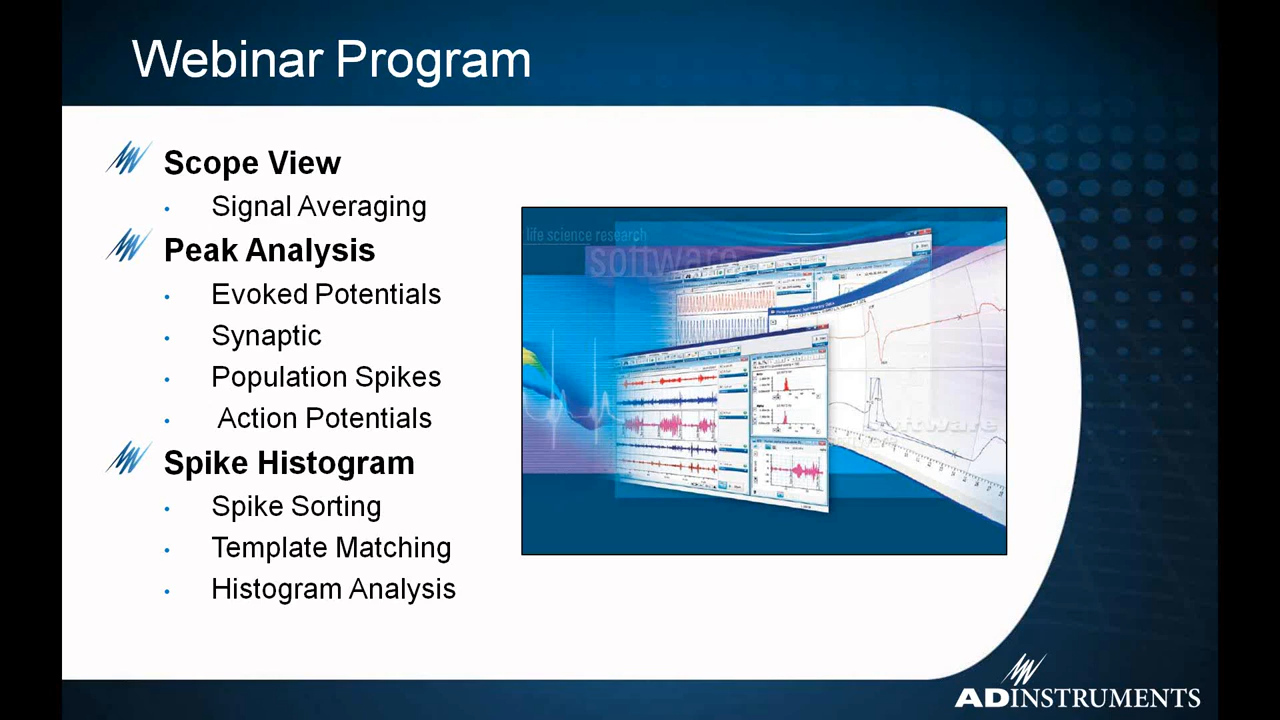 Webinar Program
Scope View
• Signal Averaging
Peak Analysis
• Evoked Potentials
• Synaptic
• Population Spikes
• Action Potentials
Spike Histogram
• Spike Sorting
• Template Matching
• Histogram Analysis
life science research
software
software
ADINSTRUMENTS